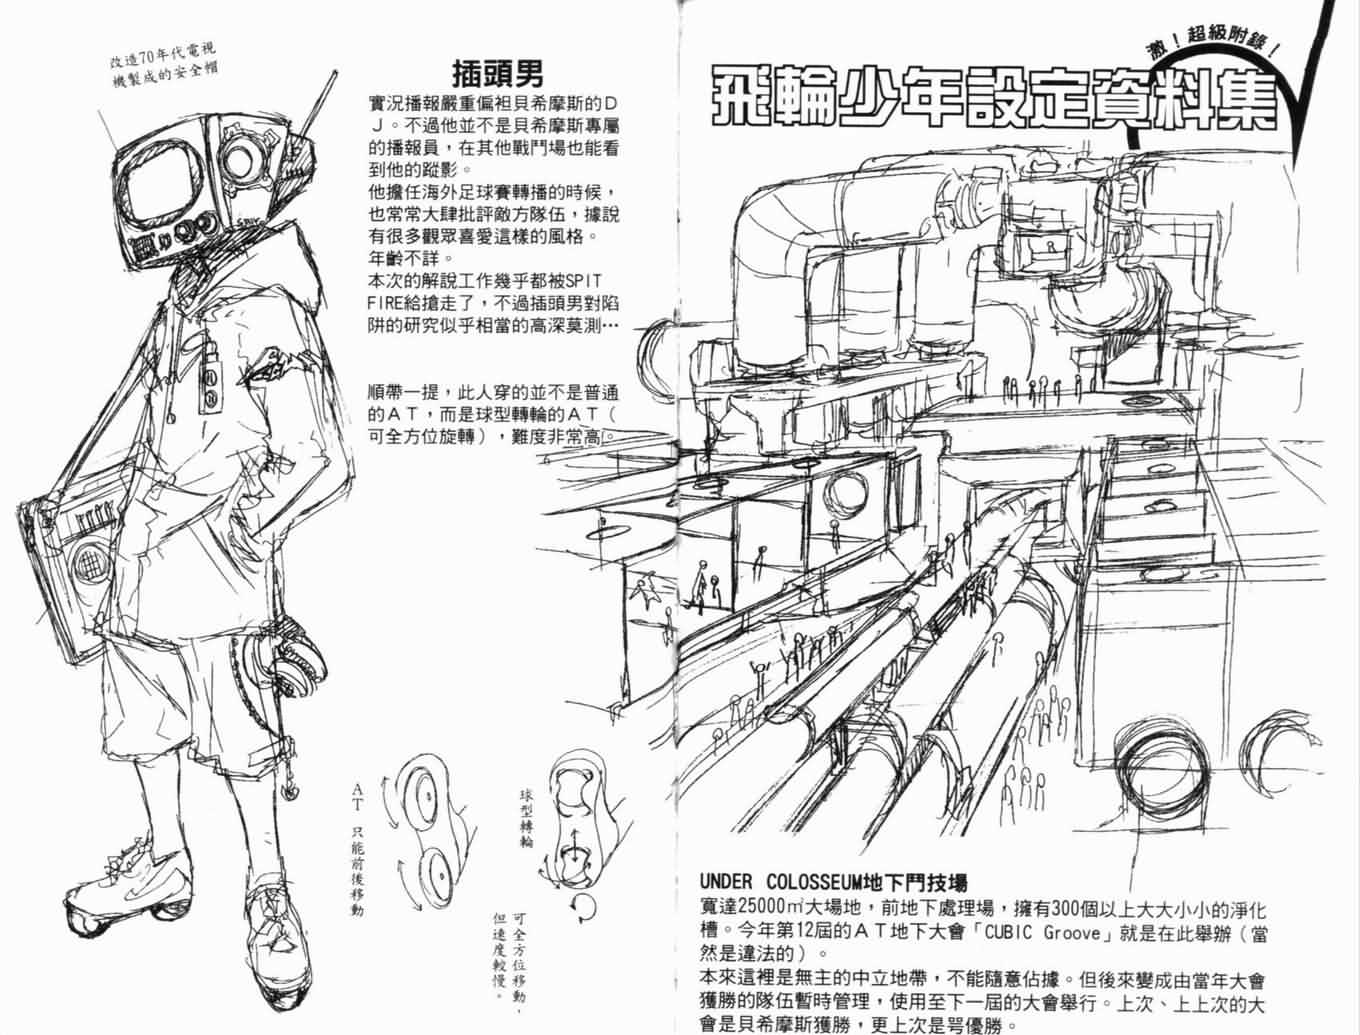 改造70年代電視
機製成的安全帽
插頭男
實況播報嚴重偏袒貝希摩斯的D
J。不過他並不是貝希摩斯專屬
的播報員，在其他戰鬥場也能看
到他的蹤影。
他擔任海外足球賽轉播的時候，
也常常大肆批評敵方隊伍，據說
有很多觀眾喜愛這樣的風格。
年齡不詳。
本次的解說工作幾乎都被SPIT
FIRE給搶走了，不過插頭男對陷
阱的研究似乎相當的高深莫測…
順帶一提，此人穿的並不是普通
的AT，而是球型轉輪的AT（
可全方位旋轉），難度非常高。
AT 只能前後移動
球型轉輪
可全方位移動，
但速度較慢。
激！超級附錄！
飛輪少年設定資料集
UNDER COLOSSEUM地下鬥技場
寬達25000㎡大場地，前地下處理場，擁有300個以上大大小小的淨化
槽。今年第12屆的AT地下大會「CUBIC Groove」就是在此舉辦（當
然是違法的）。
本來這裡是無主的中立地帶，不能隨意佔據。但後來變成由當年大會
獲勝的隊伍暫時管理，使用至下一屆的大會舉行。上次、上上次的大
會是貝希摩斯獲勝，更上次是咢優勝。